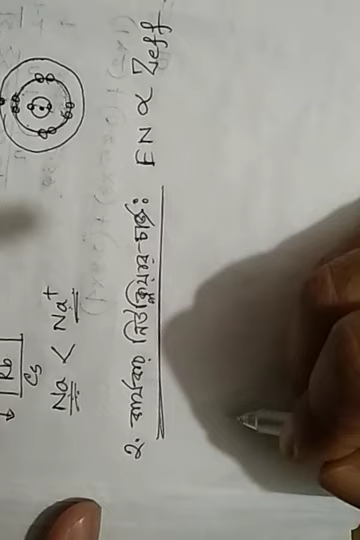 Rb
Cs
Na < Na⁺
২. কার্যকর নিউক্লিয়ার চার্জ: EN ∝ Zeff